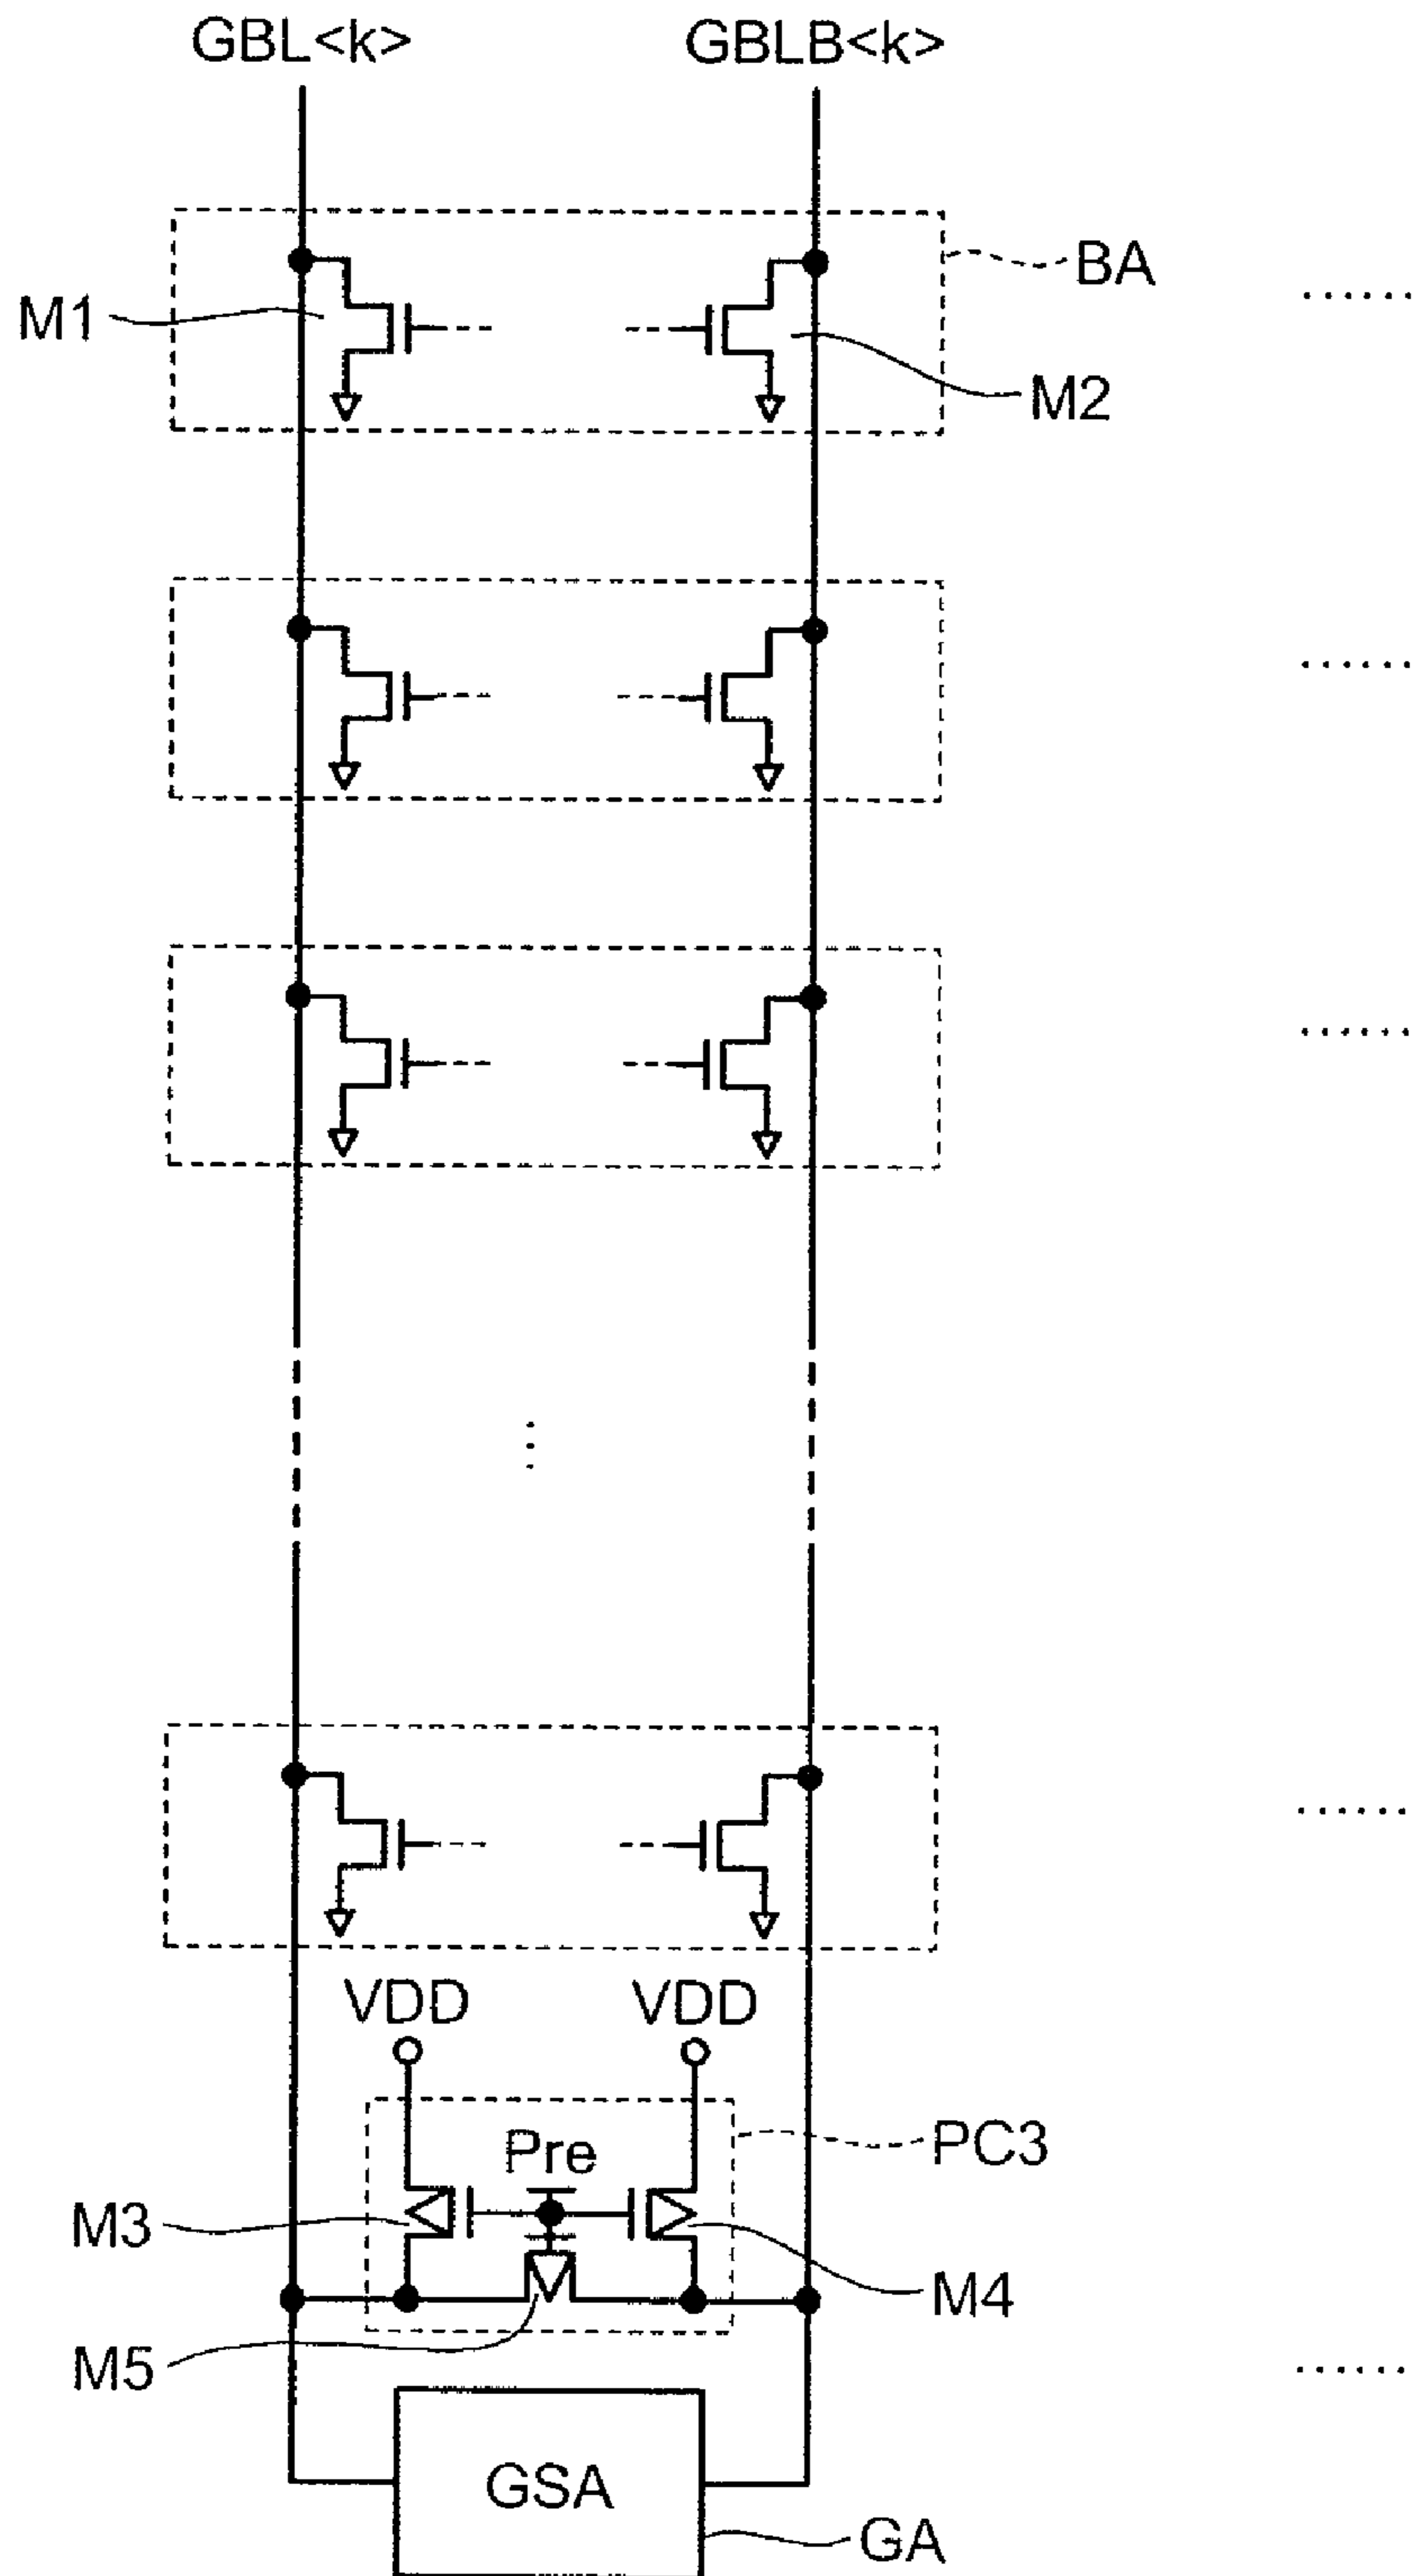 GBL<k> GBLB<k>
BA
M1
M2
VDD VDD
PC3
Pre
M3
M4
M5
GSA
GA